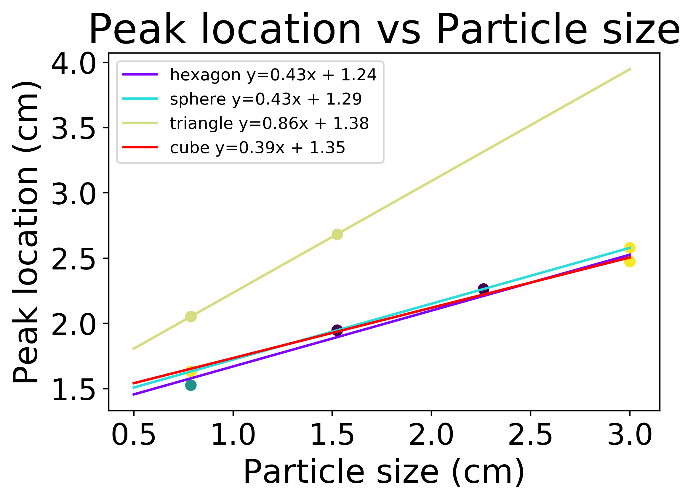 Peak location vs Particle size
hexagon y=0.43x + 1.24
sphere y=0.43x + 1.29
triangle y=0.86x + 1.38
cube y=0.39x + 1.35
Peak location (cm)
4.0
3.5
3.0
2.5
2.0
1.5
0.5 1.0 1.5 2.0 2.5 3.0
Particle size (cm)